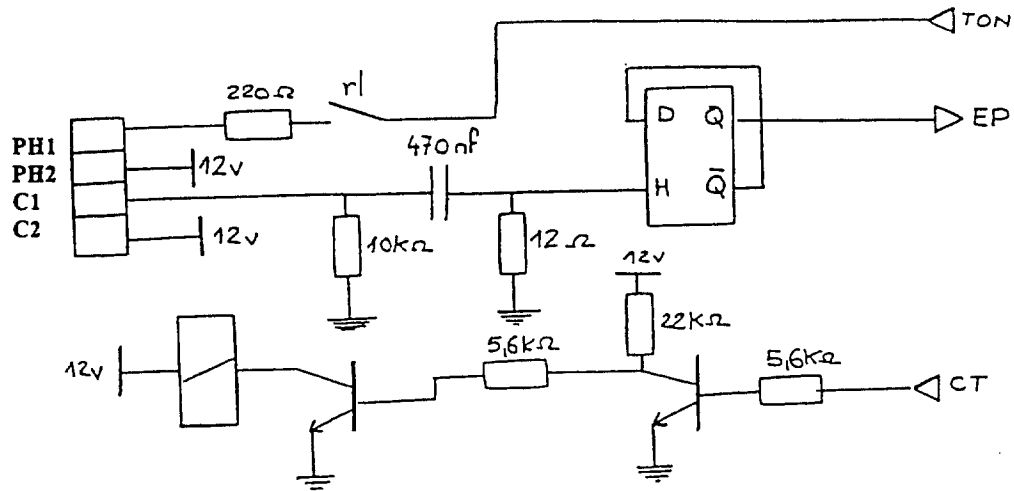 TON
220Ω
rl
PH1
PH2
C1
C2
12v
12v
470nf
10kΩ
12Ω
D
Q
H
Q̅
EP
12v
22KΩ
12v
5,6kΩ
5,6kΩ
CT